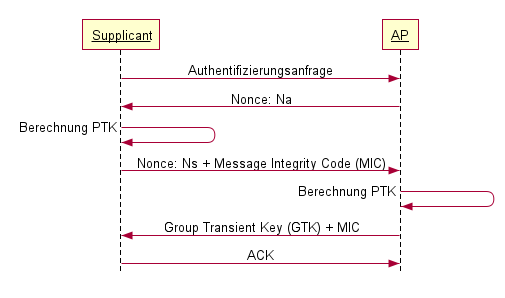 Supplicant AP
Authentifizierungsanfrage
Nonce: Na
Berechnung PTK
Nonce: Ns + Message Integrity Code (MIC)
Berechnung PTK
Group Transient Key (GTK) + MIC
ACK